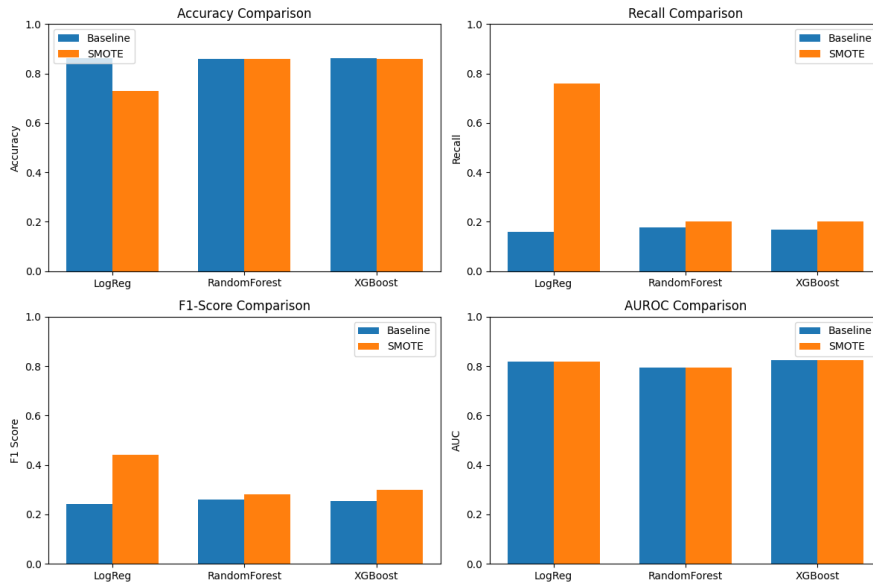 Accuracy Comparison
1.0
0.8
0.6
0.4
0.2
0.0
Accuracy
Baseline
SMOTE
LogReg
RandomForest
XGBoost
Recall Comparison
1.0
0.8
0.6
0.4
0.2
0.0
Recall
Baseline
SMOTE
LogReg
RandomForest
XGBoost
F1-Score Comparison
1.0
0.8
0.6
0.4
0.2
0.0
F1 Score
Baseline
SMOTE
LogReg
RandomForest
XGBoost
AUROC Comparison
1.0
0.8
0.6
0.4
0.2
0.0
AUC
Baseline
SMOTE
LogReg
RandomForest
XGBoost